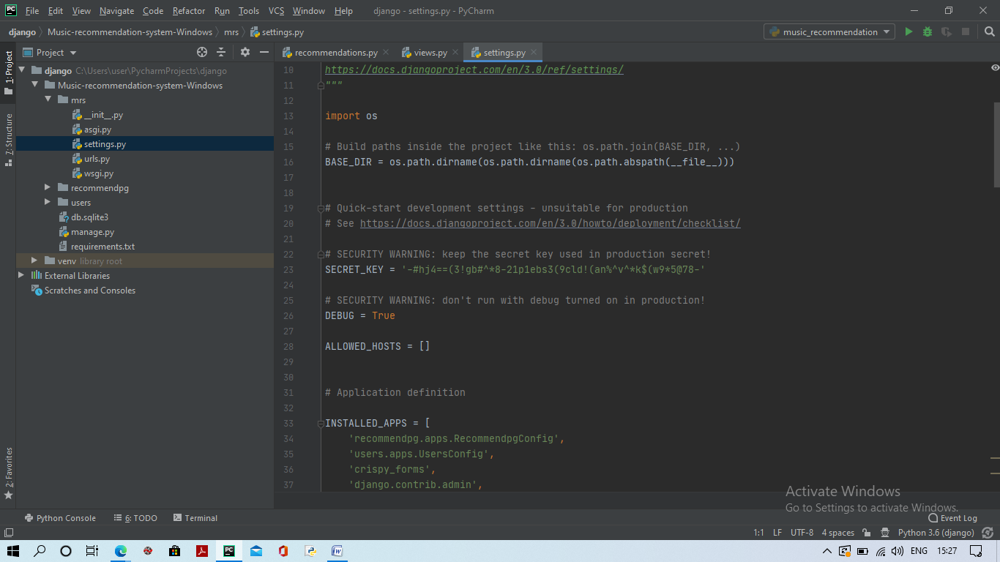 PC File Edit View Navigate Code Refactor Run Tools VCS Window Help django - settings.py - PyCharm
django Music-recommendation-system-Windows mrs settings.py music_recommendation
1: Project
7: Structure
2: Favorites
Project
django C:\Users\user\PycharmProjects\django
Music-recommendation-system-Windows
mrs
__init__.py
asgi.py
settings.py
urls.py
wsgi.py
recommendpg
users
db.sqlite3
manage.py
requirements.txt
venv library root
External Libraries
Scratches and Consoles
recommendations.py views.py settings.py
10 https://docs.djangoproject.com/en/3.0/ref/settings/
11 """
12
13 import os
14
15 # Build paths inside the project like this: os.path.join(BASE_DIR, ...)
16 BASE_DIR = os.path.dirname(os.path.dirname(os.path.abspath(__file__)))
17
18
19 # Quick-start development settings - unsuitable for production
20 # See https://docs.djangoproject.com/en/3.0/howto/deployment/checklist/
21
22 # SECURITY WARNING: keep the secret key used in production secret!
23 SECRET_KEY = '-#hj4==(3!gb#^*8-21p1ebs3(9cld!(an%^v^*k$(w9*5@78-'
24
25 # SECURITY WARNING: don't run with debug turned on in production!
26 DEBUG = True
27
28 ALLOWED_HOSTS = []
29
30
31 # Application definition
32
33 INSTALLED_APPS = [
34 'recommendpg.apps.RecommendpgConfig',
35 'users.apps.UsersConfig',
36 'crispy_forms',
37 'django.contrib.admin',
Activate Windows
Go to Settings to activate Windows.
Python Console 6: TODO Terminal Event Log
1:1 LF UTF-8 4 spaces Python 3.6 (django)
PC W ENG 15:27